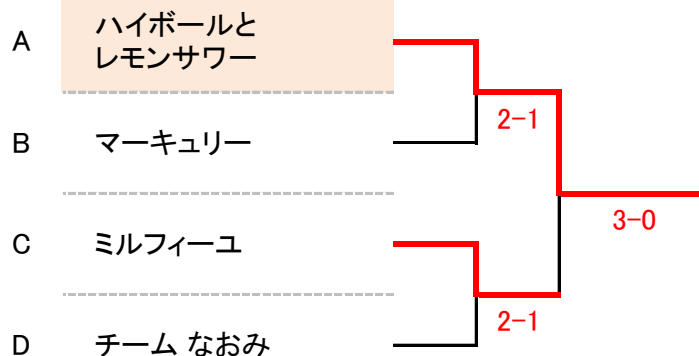 A ハイボールと
レモンサワー
2-1
B マーキュリー
3-0
C ミルフィーユ
2-1
D チーム なおみ